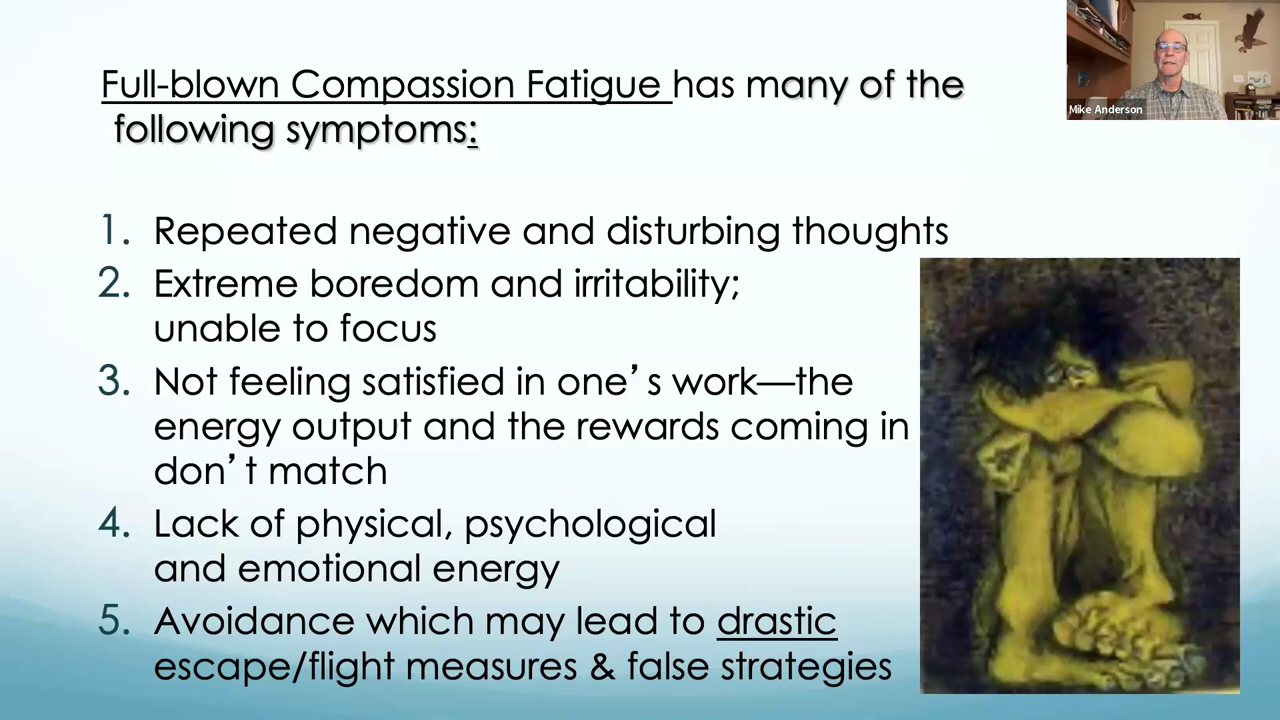 Full-blown Compassion Fatigue has many of the
following symptoms:
Mike Anderson
1. Repeated negative and disturbing thoughts
2. Extreme boredom and irritability;
unable to focus
3. Not feeling satisfied in one’s work—the
energy output and the rewards coming in
don’t match
4. Lack of physical, psychological
and emotional energy
5. Avoidance which may lead to drastic
escape/flight measures & false strategies